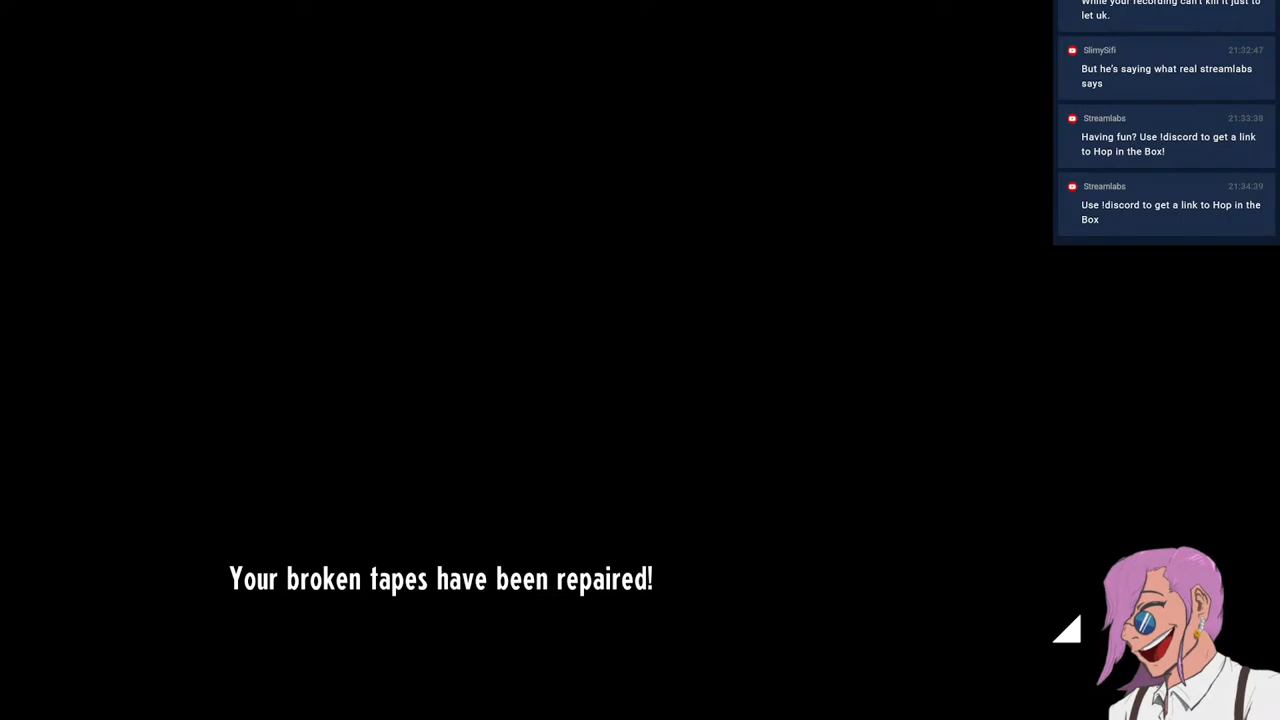 While your recording can't kill it just to
let uk.
SlimySifi 21:32:47
But he's saying what real streamlabs
says
Streamlabs 21:33:38
Having fun? Use !discord to get a link
to Hop in the Box!
Streamlabs 21:34:39
Use !discord to get a link to Hop in the
Box
Your broken tapes have been repaired!